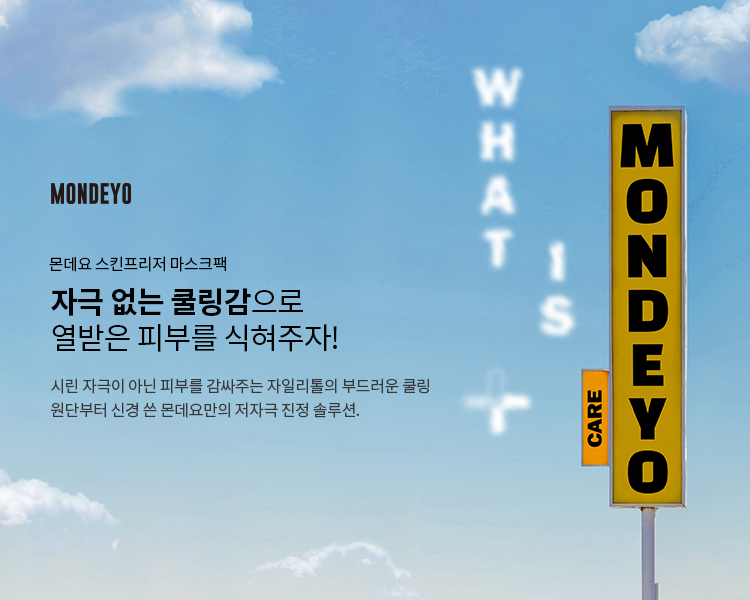 MONDEYO
몬데요 스킨프리저 마스크팩
자극 없는 쿨링감으로
열받은 피부를 식혀주자!
시린 자극이 아닌 피부를 감싸주는 자일리톨의 부드러운 쿨링
원단부터 신경 쓴 몬데요만의 저자극 진정 솔루션.
WHAT
IS
+
MONDEYO
CARE